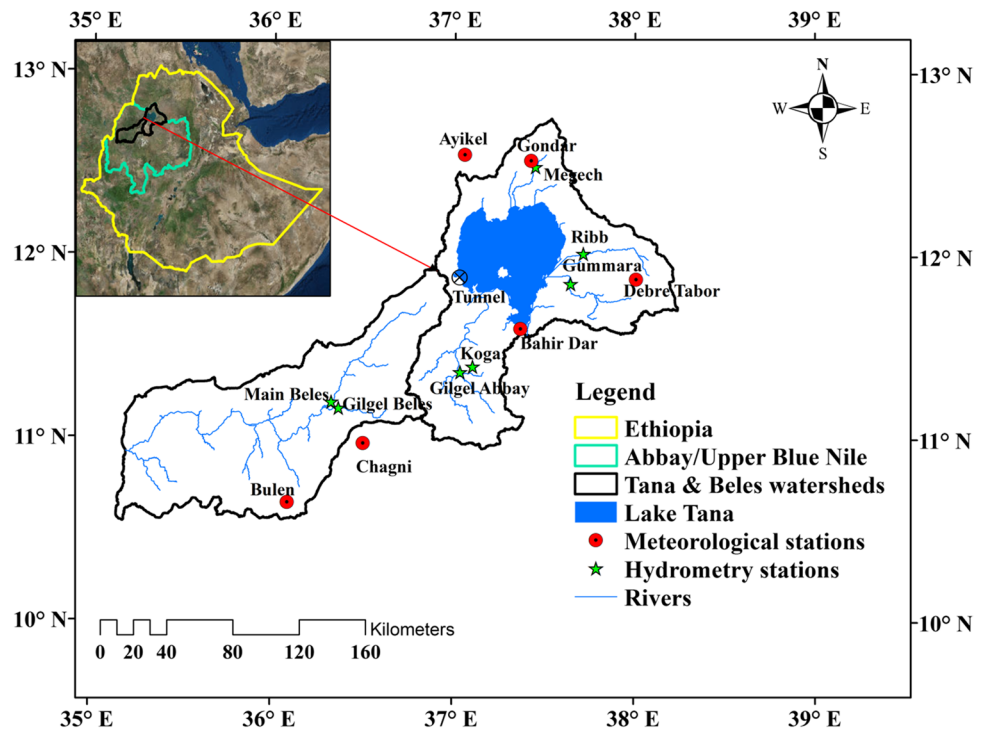 35° E 36° E 37° E 38° E 39° E
13° N 13° N
N
W E
S
Ayikel
Gondar
Megech
Ribb
12° N 12° N
Gummara
Debre Tabor
Tunnel
Bahir Dar
Koga
Gilgel Abbay
Main Beles
Gilgel Beles
11° N 11° N
Chagni
Bulen
Legend
Ethiopia
Abbay/Upper Blue Nile
Tana & Beles watersheds
Lake Tana
Meteorological stations
Hydrometry stations
Rivers
10° N 10° N
Kilometers
0 20 40 80 120 160
35° E 36° E 37° E 38° E 39° E